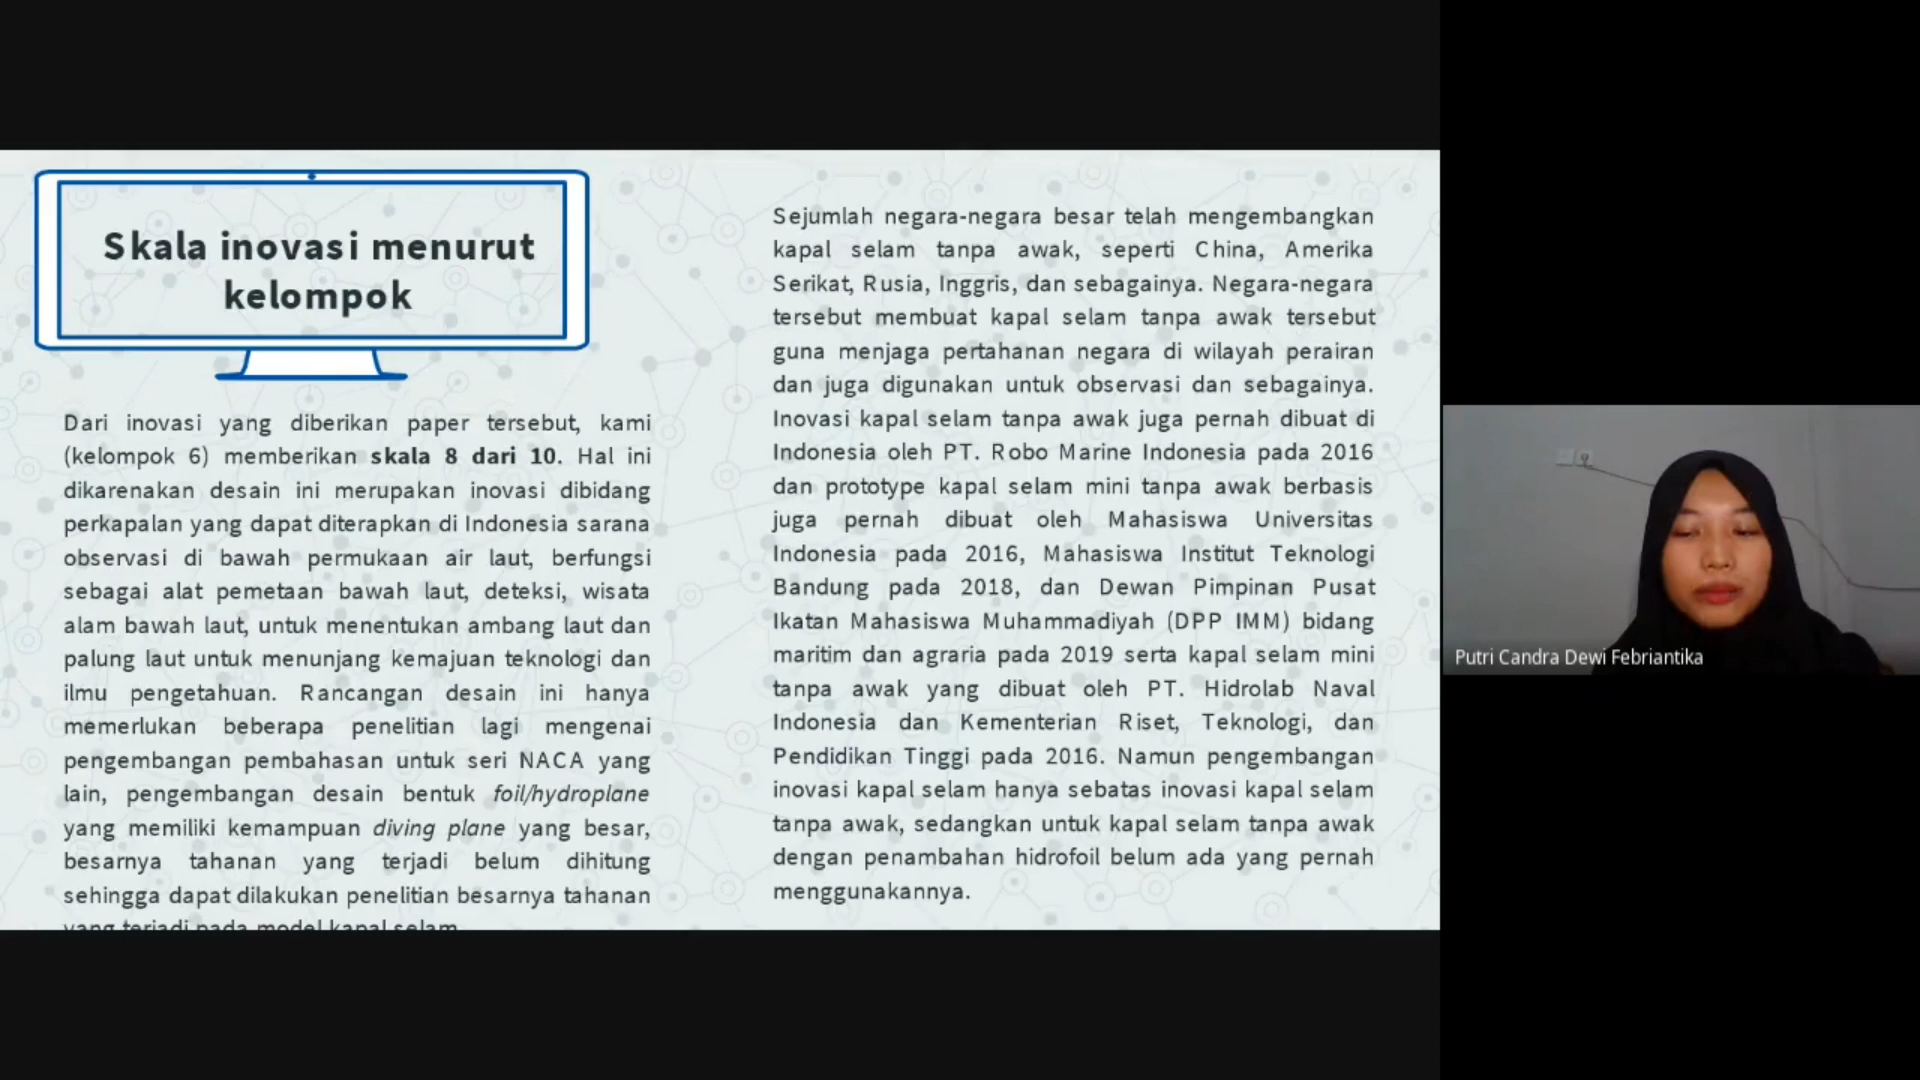 Skala inovasi menurut
kelompok
Dari inovasi yang diberikan paper tersebut, kami
(kelompok 6) memberikan skala 8 dari 10. Hal ini
dikarenakan desain ini merupakan inovasi dibidang
perkapalan yang dapat diterapkan di Indonesia sarana
observasi di bawah permukaan air laut, berfungsi
sebagai alat pemetaan bawah laut, deteksi, wisata
alam bawah laut, untuk menentukan ambang laut dan
palung laut untuk menunjang kemajuan teknologi dan
ilmu pengetahuan. Rancangan desain ini hanya
memerlukan beberapa penelitian lagi mengenai
pengembangan pembahasan untuk seri NACA yang
lain, pengembangan desain bentuk foil/hydroplane
yang memiliki kemampuan diving plane yang besar,
besarnya tahanan yang terjadi belum dihitung
sehingga dapat dilakukan penelitian besarnya tahanan
yang terjadi pada model kapal selam.
Sejumlah negara-negara besar telah mengembangkan
kapal selam tanpa awak, seperti China, Amerika
Serikat, Rusia, Inggris, dan sebagainya. Negara-negara
tersebut membuat kapal selam tanpa awak tersebut
guna menjaga pertahanan negara di wilayah perairan
dan juga digunakan untuk observasi dan sebagainya.
Inovasi kapal selam tanpa awak juga pernah dibuat di
Indonesia oleh PT. Robo Marine Indonesia pada 2016
dan prototype kapal selam mini tanpa awak berbasis
juga pernah dibuat oleh Mahasiswa Universitas
Indonesia pada 2016, Mahasiswa Institut Teknologi
Bandung pada 2018, dan Dewan Pimpinan Pusat
Ikatan Mahasiswa Muhammadiyah (DPP IMM) bidang
maritim dan agraria pada 2019 serta kapal selam mini
tanpa awak yang dibuat oleh PT. Hidrolab Naval
Indonesia dan Kementerian Riset, Teknologi, dan
Pendidikan Tinggi pada 2016. Namun pengembangan
inovasi kapal selam hanya sebatas inovasi kapal selam
tanpa awak, sedangkan untuk kapal selam tanpa awak
dengan penambahan hidrofoil belum ada yang pernah
menggunakannya.
Putri Candra Dewi Febriantika